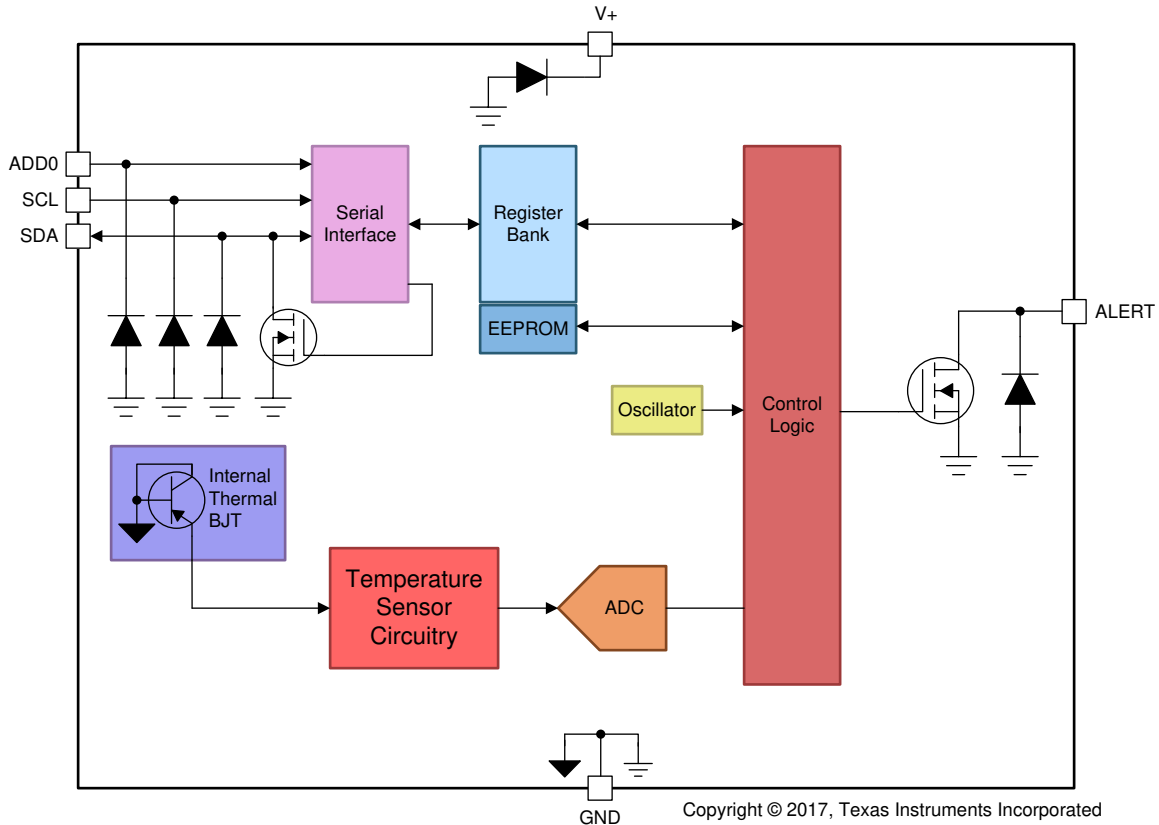 V+
ADD0
SCL
SDA
Serial
Interface
Register
Bank
EEPROM
Oscillator
Control
Logic
ALERT
Internal
Thermal
BJT
Temperature
Sensor
Circuitry
ADC
GND
Copyright © 2017, Texas Instruments Incorporated